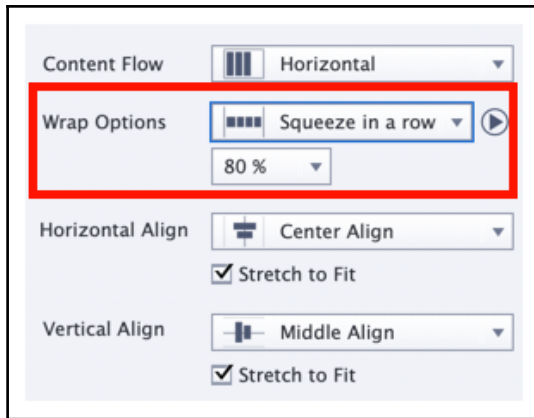 Content Flow Horizontal
Wrap Options Squeeze in a row
80 %
Horizontal Align Center Align
Stretch to Fit
Vertical Align Middle Align
Stretch to Fit